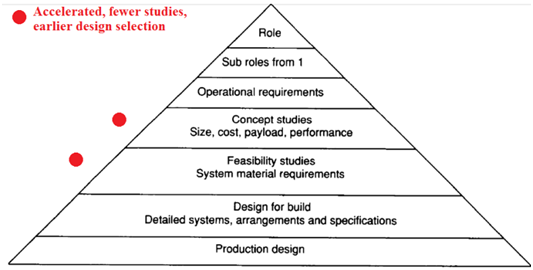 Accelerated, fewer studies,
earlier design selection
Role
Sub roles from 1
Operational requirements
Concept studies
Size, cost, payload, performance
Feasibility studies
System material requirements
Design for build
Detailed systems, arrangements and specifications
Production design